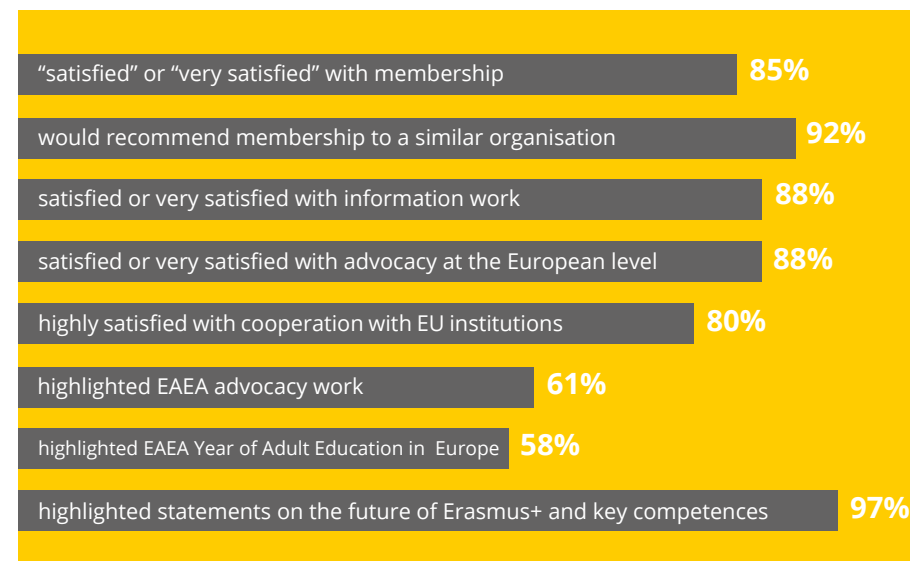 “satisfied” or “very satisfied” with membership 85%
would recommend membership to a similar organisation 92%
satisfied or very satisfied with information work 88%
satisfied or very satisfied with advocacy at the European level 88%
highly satisfied with cooperation with EU institutions 80%
highlighted EAEA advocacy work 61%
highlighted EAEA Year of Adult Education in Europe 58%
highlighted statements on the future of Erasmus+ and key competences 97%